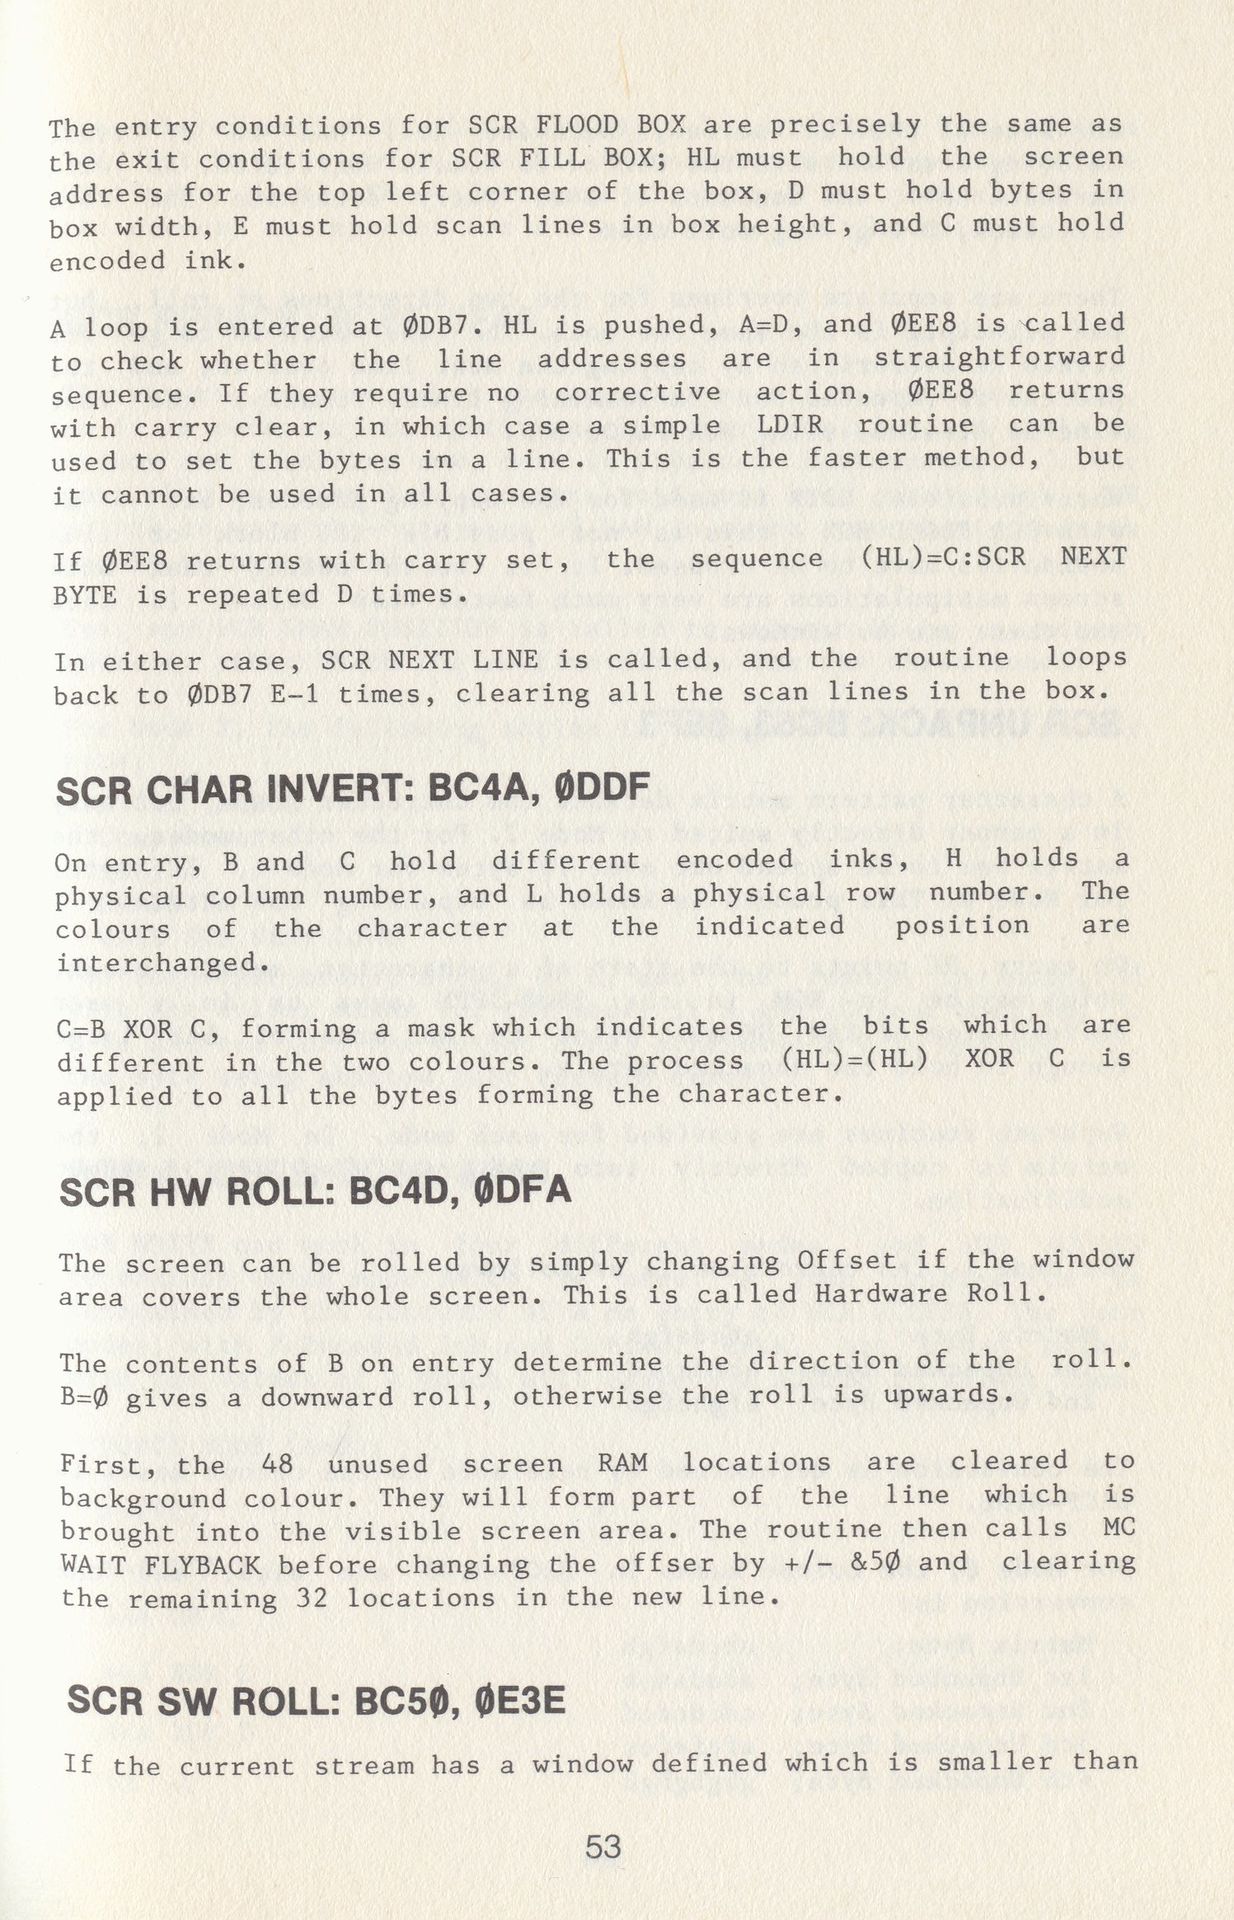 The entry conditions for SCR FLOOD BOX are precisely the same as
the exit conditions for SCR FILL BOX; HL must hold the screen
address for the top left corner of the box, D must hold bytes in
box width, E must hold scan lines in box height, and C must hold
encoded ink.
A loop is entered at ØDB7. HL is pushed, A=D, and ØEE8 is called
to check whether the line addresses are in straightforward
sequence. If they require no corrective action, ØEE8 returns
with carry clear, in which case a simple LDIR routine can be
used to set the bytes in a line. This is the faster method, but
it cannot be used in all cases.
If ØEE8 returns with carry set, the sequence (HL)=C:SCR NEXT
BYTE is repeated D times.
In either case, SCR NEXT LINE is called, and the routine loops
back to ØDB7 E-1 times, clearing all the scan lines in the box.
SCR CHAR INVERT: BC4A, ØDDF
On entry, B and C hold different encoded inks, H holds a
physical column number, and L holds a physical row number. The
colours of the character at the indicated position are
interchanged.
C=B XOR C, forming a mask which indicates the bits which are
different in the two colours. The process (HL)=(HL) XOR C is
applied to all the bytes forming the character.
SCR HW ROLL: BC4D, ØDFA
The screen can be rolled by simply changing Offset if the window
area covers the whole screen. This is called Hardware Roll.
The contents of B on entry determine the direction of the roll.
B=Ø gives a downward roll, otherwise the roll is upwards.
First, the 48 unused screen RAM locations are cleared to
background colour. They will form part of the line which is
brought into the visible screen area. The routine then calls MC
WAIT FLYBACK before changing the offser by +/- &5Ø and clearing
the remaining 32 locations in the new line.
SCR SW ROLL: BC5Ø, ØE3E
If the current stream has a window defined which is smaller than
53